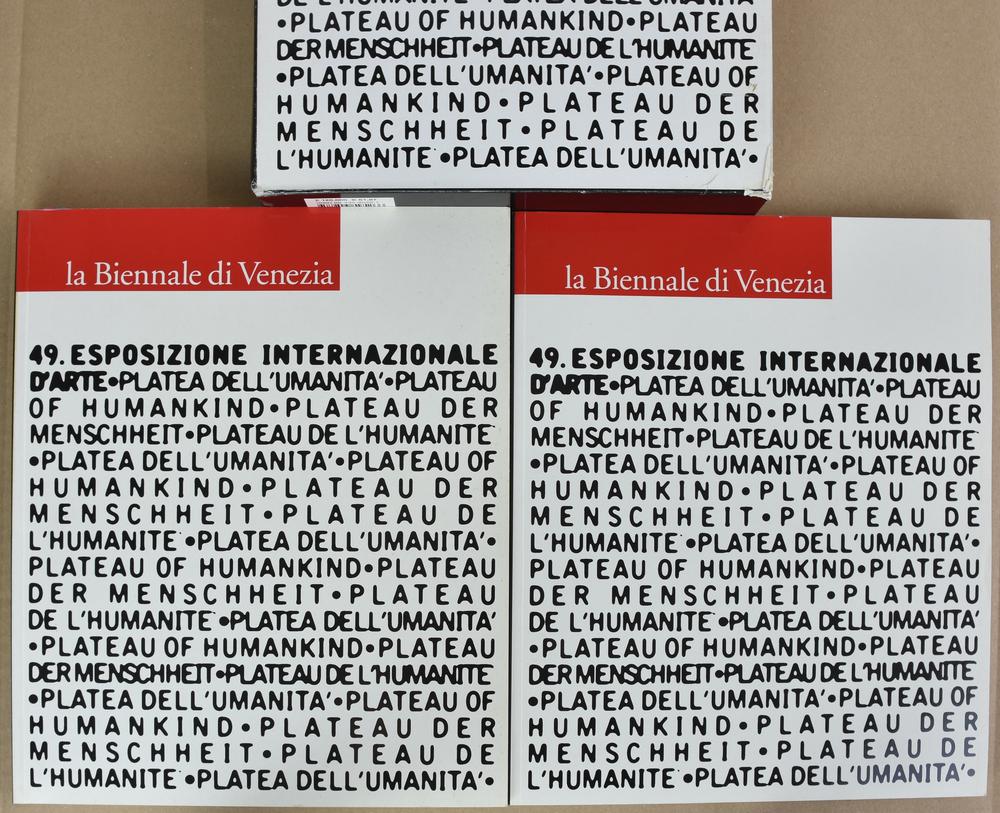 DE L'HUMANITE •PLATEA DELL'UMANITA'
•PLATEAU OF HUMANKIND•PLATEAU
DER MENSCHHEIT•PLATEAU DE L'HUMANITE
•PLATEA DELL'UMANITA'•PLATEAU OF
HUMANKIND•PLATEAU DER
MENSCHHEIT•PLATEAU DE
L'HUMANITE •PLATEA DELL'UMANITA'•
la Biennale di Venezia
49. ESPOSIZIONE INTERNAZIONALE
D'ARTE•PLATEA DELL'UMANITA'•PLATEAU
OF HUMANKIND•PLATEAU DER
MENSCHHEIT•PLATEAU DE L'HUMANITE
•PLATEA DELL'UMANITA'•PLATEAU OF
HUMANKIND•PLATEAU DER
MENSCHHEIT•PLATEAU DE
L'HUMANITE •PLATEA DELL'UMANITA'•
PLATEAU OF HUMANKIND•PLATEAU
DER MENSCHHEIT•PLATEAU
DE L'HUMANITE •PLATEA DELL'UMANITA'
•PLATEAU OF HUMANKIND•PLATEAU
DER MENSCHHEIT•PLATEAU DE L'HUMANITE
•PLATEA DELL'UMANITA'•PLATEAU OF
HUMANKIND•PLATEAU DER
MENSCHHEIT•PLATEAU DE
L'HUMANITE •PLATEA DELL'UMANITA'•
la Biennale di Venezia
49. ESPOSIZIONE INTERNAZIONALE
D'ARTE•PLATEA DELL'UMANITA'•PLATEAU
OF HUMANKIND•PLATEAU DER
MENSCHHEIT•PLATEAU DE L'HUMANITE
•PLATEA DELL'UMANITA'•PLATEAU OF
HUMANKIND•PLATEAU DER
MENSCHHEIT•PLATEAU DE
L'HUMANITE •PLATEA DELL'UMANITA'•
PLATEAU OF HUMANKIND•PLATEAU
DER MENSCHHEIT•PLATEAU
DE L'HUMANITE •PLATEA DELL'UMANITA'
•PLATEAU OF HUMANKIND•PLATEAU
DER MENSCHHEIT•PLATEAU DE L'HUMANITE
•PLATEA DELL'UMANITA'•PLATEAU OF
HUMANKIND•PLATEAU DER
MENSCHHEIT•PLATEAU DE
L'HUMANITE •PLATEA DELL'UMANITA'•